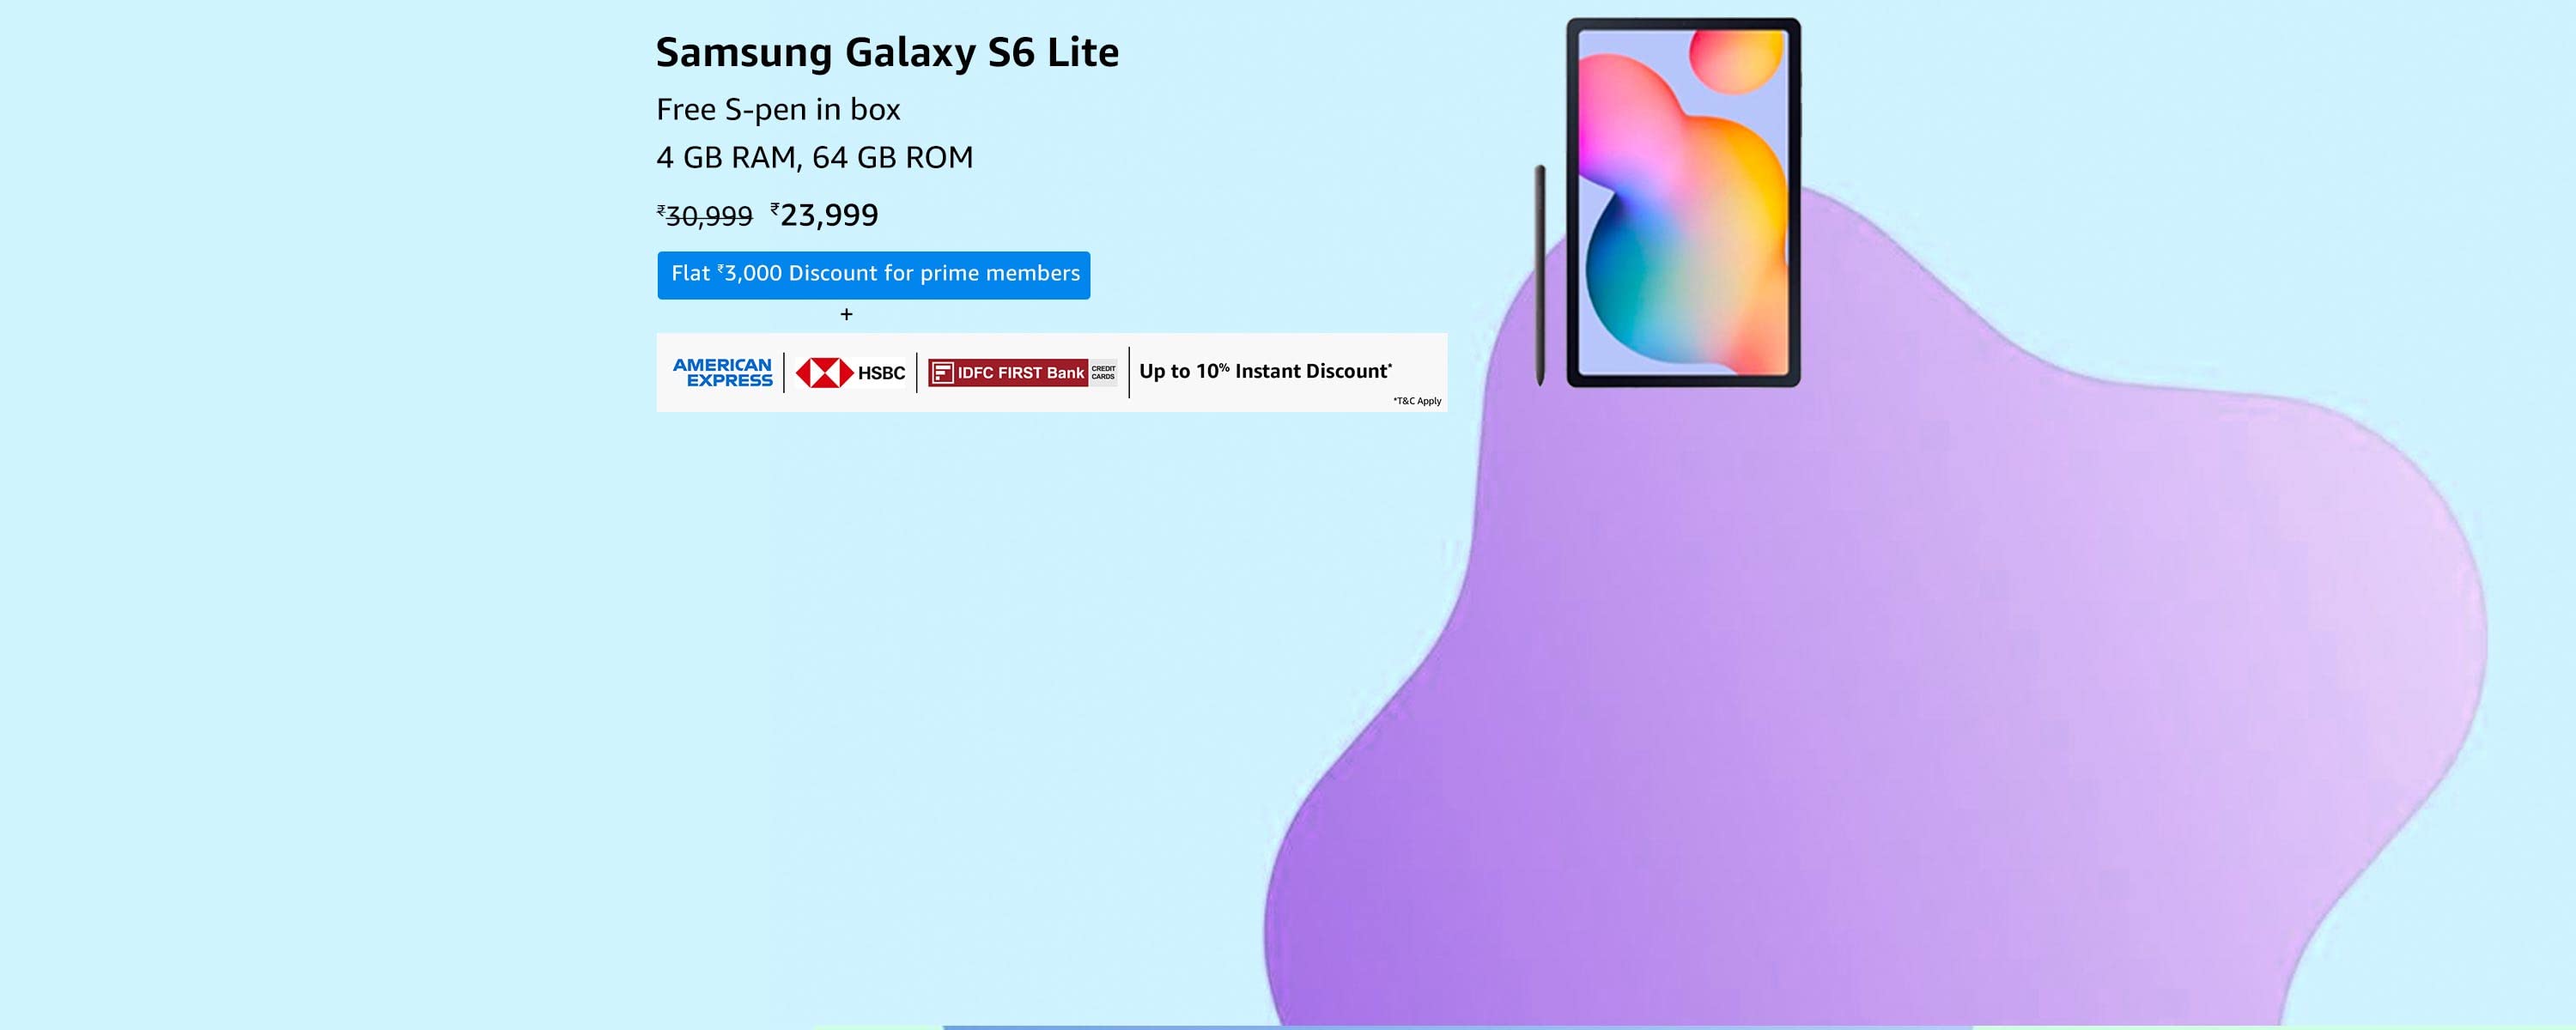 Samsung Galaxy S6 Lite
Free S-pen in box
4 GB RAM, 64 GB ROM
₹30,999 ₹23,999
Flat ₹3,000 Discount for prime members
+
AMERICAN
EXPRESS
HSBC
IDFC FIRST Bank
CREDIT
CARDS
Up to 10% Instant Discount*
*T&C Apply